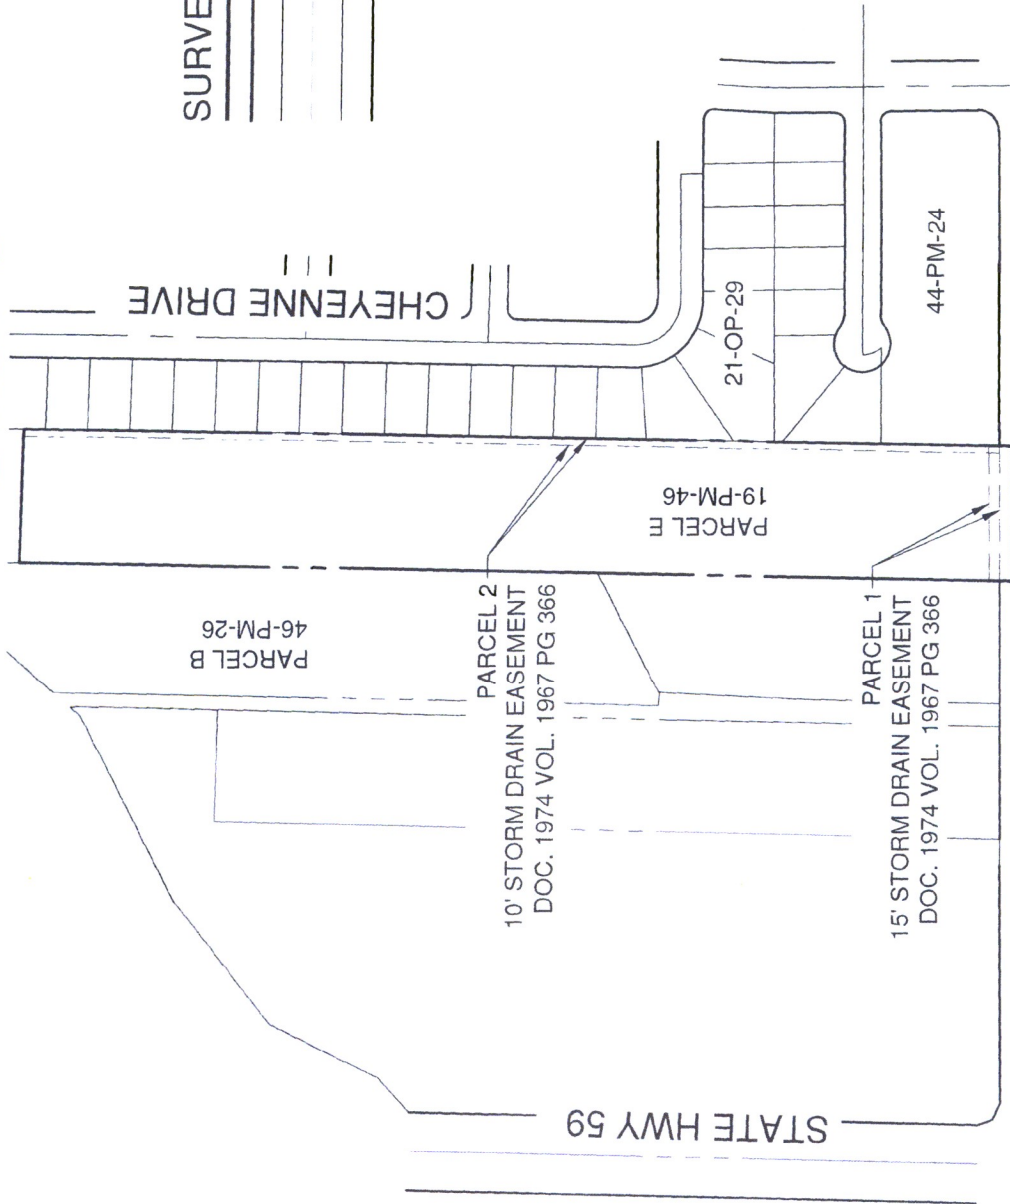 SURVE
CHEYENNE DRIVE
21-OP-29
44-PM-24
PARCEL E
19-PM-46
PARCEL B
46-PM-26
PARCEL 2
10' STORM DRAIN EASEMENT
DOC. 1974 VOL. 1967 PG 366
PARCEL 1
15' STORM DRAIN EASEMENT
DOC. 1974 VOL. 1967 PG 366
STATE HWY 59